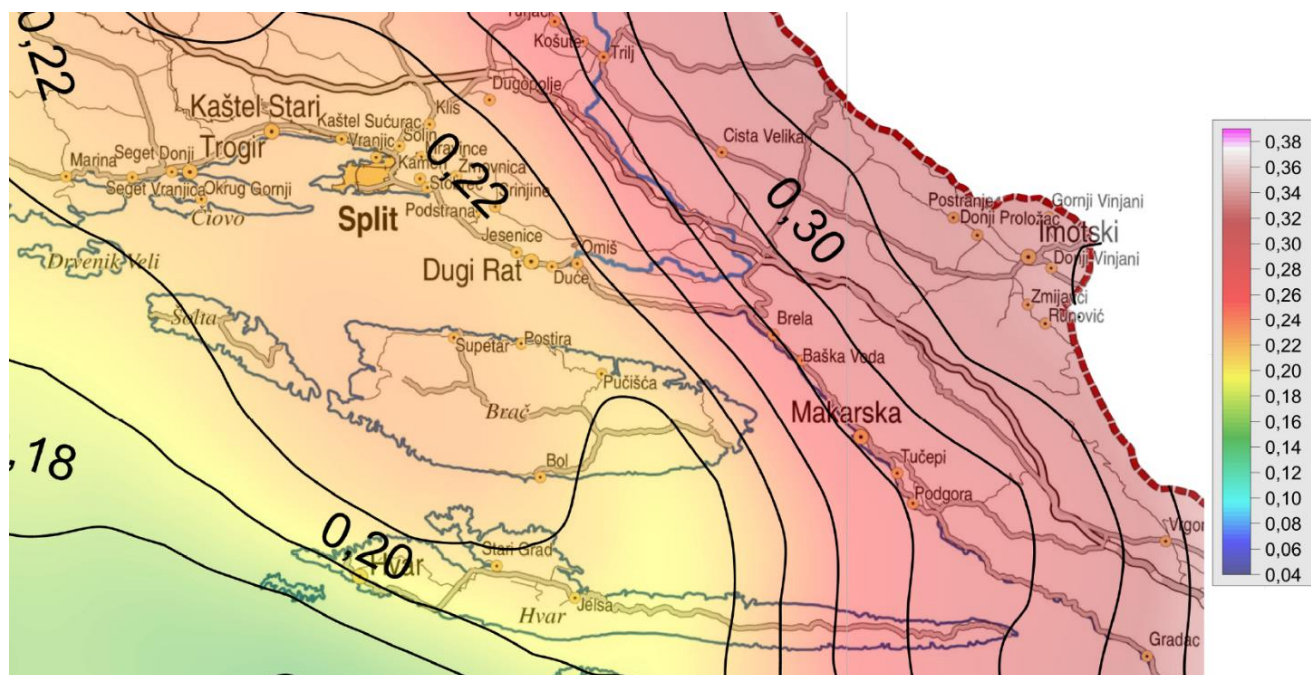 0,22
Košute
Trilj
Dugopolje
Klis
Kaštel Stari
Kaštel Sućurac
Solin
Vranjic
Trogir
Seget Donji
Marina
Kamen
0,22
Žrnovnica
Srinjine
Seget Vranjica
Okrug Gornji
Čiovo
Split
Podstrana
Cista Velika
0,30
Postranje
Gornji Vinjani
Donji Proložac
Imotski
Donji Vinjani
Zmijavci
Runović
Drvenik Veli
Jesenice
Omiš
Dugi Rat
Duće
Šolta
Brela
Supetar
Postira
Baška Voda
Pučišća
Brač
Makarska
,18
Bol
Tučepi
Podgora
0,20
Stari Grad
Hvar
Jelsa
Hvar
Gradac
0,38
0,36
0,34
0,32
0,30
0,28
0,26
0,24
0,22
0,20
0,18
0,16
0,14
0,12
0,10
0,08
0,06
0,04